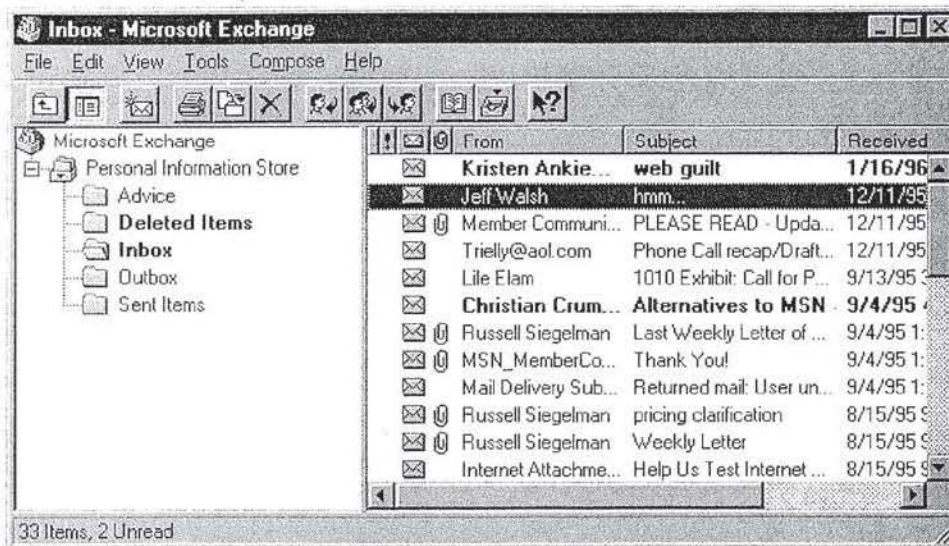 Inbox - Microsoft Exchange
File Edit View Tools Compose Help
Microsoft Exchange
Personal Information Store
Advice
Deleted Items
Inbox
Outbox
Sent Items
From Subject Received
Kristen Ankie... web guilt 1/16/96
Jeff Walsh hmm... 12/11/95
Member Communi... PLEASE READ - Upda... 12/11/95
Trielly@aol.com Phone Call recap/Draft... 12/11/95
Lile Elam 1010 Exhibit: Call for P... 9/13/95
Christian Crum... Alternatives to MSN - 9/4/95
Russell Siegelman Last Weekly Letter of ... 9/4/95 1:
MSN_MemberCo... Thank You! 9/4/95 1:
Mail Delivery Sub... Returned mail: User un... 9/4/95 1:
Russell Siegelman pricing clarification 8/15/95 9
Russell Siegelman Weekly Letter 8/15/95 9
Internet Attachme... Help Us Test Internet ... 8/15/95 9
33 Items, 2 Unread